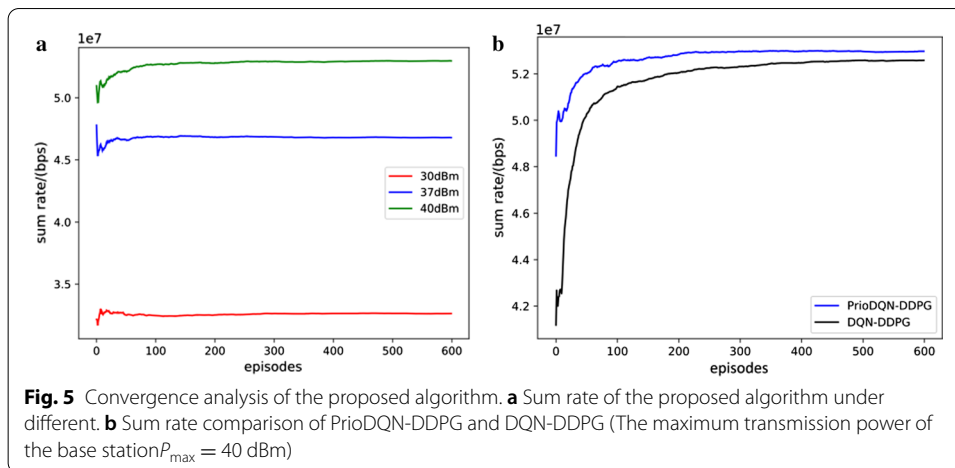 a
1e7
sum rate/(bps)
5.0
4.5
4.0
3.5
30dBm
37dBm
40dBm
0 100 200 300 400 500 600
episodes
b
1e7
sum rate/(bps)
5.2
5.0
4.8
4.6
4.4
4.2
PrioDQN-DDPG
DQN-DDPG
0 100 200 300 400 500 600
episodes
Fig. 5 Convergence analysis of the proposed algorithm. a Sum rate of the proposed algorithm under
different. b Sum rate comparison of PrioDQN-DDPG and DQN-DDPG (The maximum transmission power of
the base stationPmax = 40 dBm)